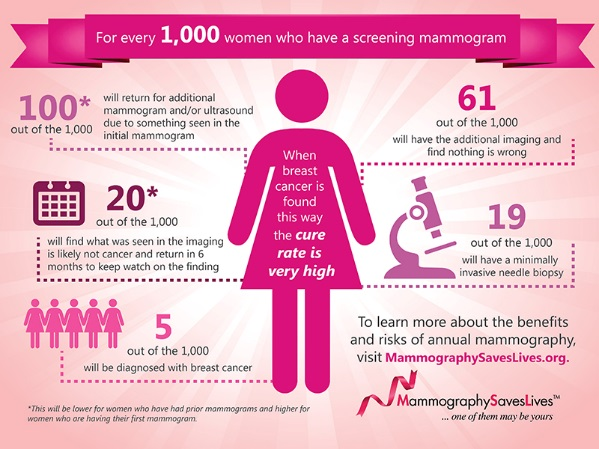 For every 1,000 women who have a screening mammogram
100*
out of the 1,000
will return for additional
mammogram and/or ultrasound
due to something seen in the
initial mammogram
61
out of the 1,000
will have the additional imaging and
find nothing is wrong
When
breast
cancer is
found
this way
the cure
rate is
very high
20*
out of the 1,000
will find what was seen in the imaging
is likely not cancer and return in 6
months to keep watch on the finding
19
out of the 1,000
will have a minimally
invasive needle biopsy
5
out of the 1,000
will be diagnosed with breast cancer
To learn more about the benefits
and risks of annual mammography,
visit MammographySavesLives.org.
MammographySavesLives™
... one of them may be yours
*This will be lower for women who have had prior mammograms and higher for
women who are having their first mammogram.